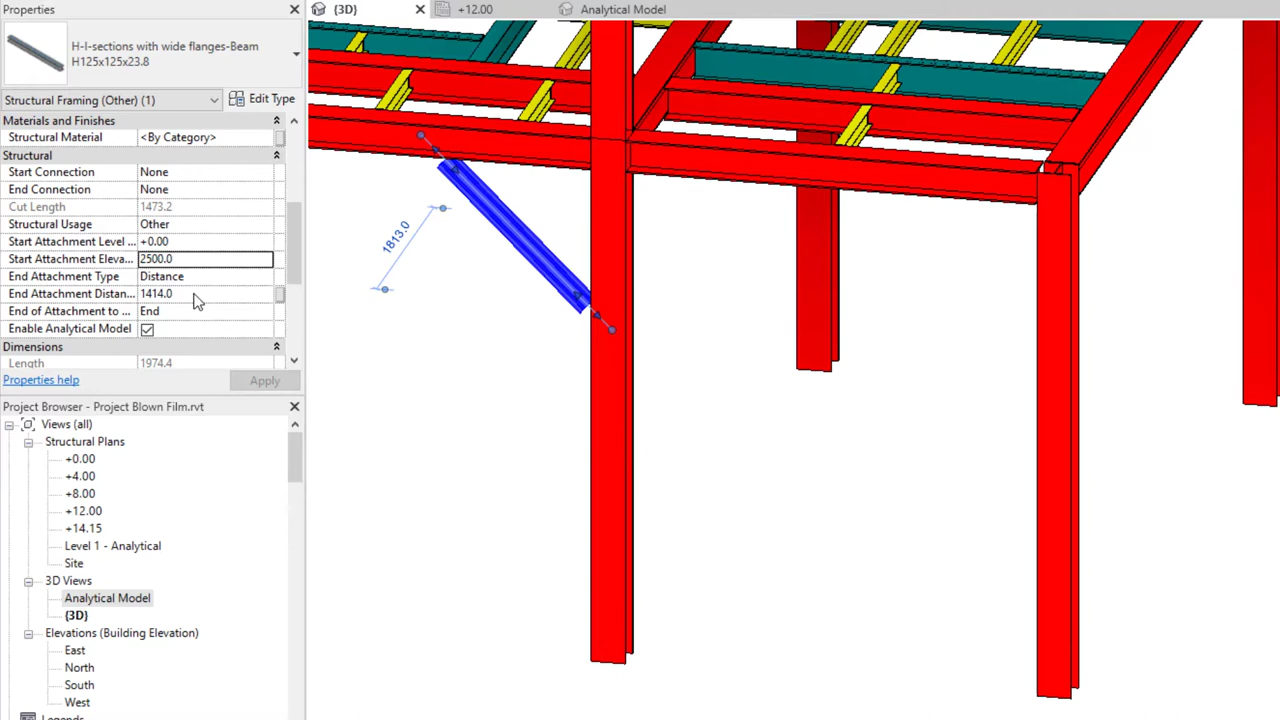 Properties
{3D}
+12.00
Analytical Model
H-I-sections with wide flanges-Beam
H125x125x23.8
Structural Framing (Other) (1)
Edit Type
Materials and Finishes
Structural Material <By Category>
Structural
Start Connection None
End Connection None
Cut Length 1473.2
Structural Usage Other
Start Attachment Level ... +0.00
Start Attachment Eleva... 2500.0
End Attachment Type Distance
End Attachment Distan... 1414.0
End of Attachment to ... End
Enable Analytical Model
Dimensions
Length 1974.4
Properties help
Apply
1813.0
Project Browser - Project Blown Film.rvt
Views (all)
Structural Plans
+0.00
+4.00
+8.00
+12.00
+14.15
Level 1 - Analytical
Site
3D Views
Analytical Model
{3D}
Elevations (Building Elevation)
East
North
South
West
Legends